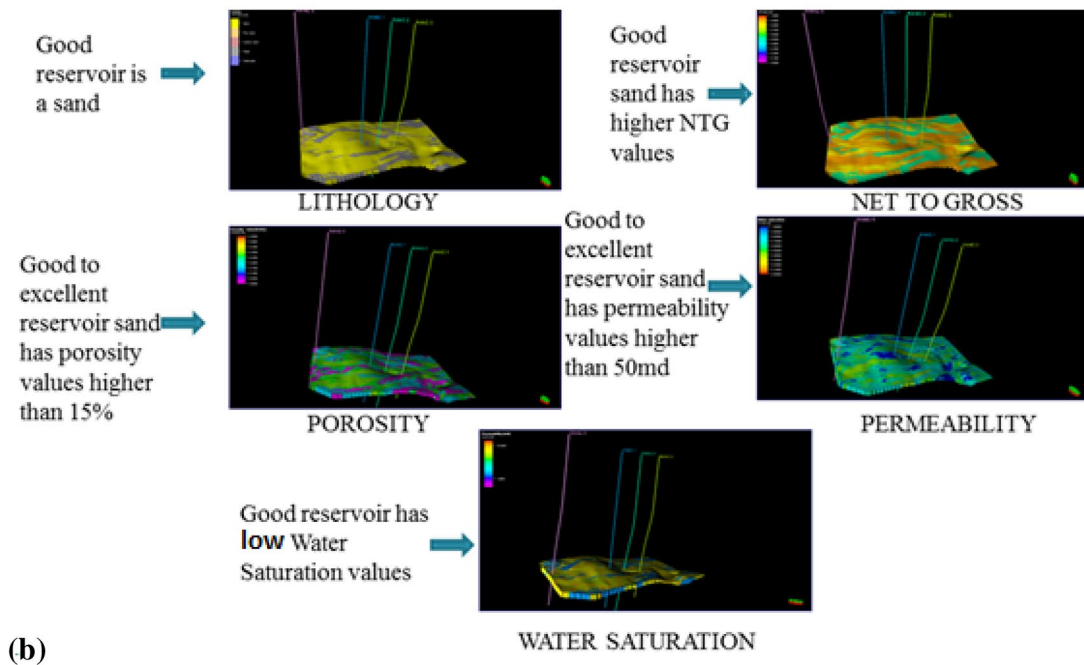 Good
reservoir is
a sand
LITHOLOGY
Good
reservoir
sand has
higher NTG
values
NET TO GROSS
Good to
excellent
reservoir sand
has porosity
values higher
than 15%
POROSITY
Good to
excellent
reservoir sand
has permeability
values higher
than 50md
PERMEABILITY
Good reservoir has
low Water
Saturation values
WATER SATURATION
(b)